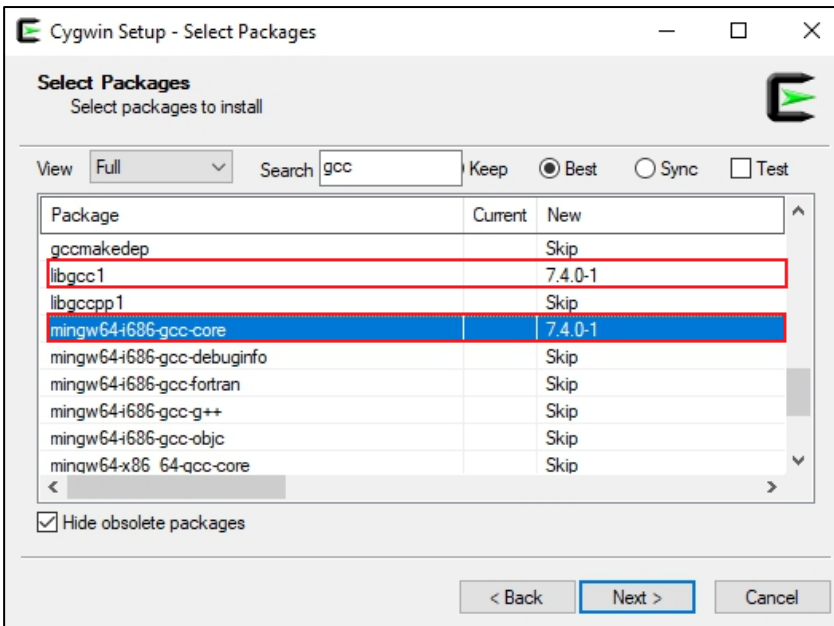 Cygwin Setup - Select Packages
Select Packages
Select packages to install
View Full Search gcc Keep Best Sync Test
Package Current New
gccmakedep Skip
libgcc1 7.4.0-1
libgccpp1 Skip
mingw64-i686-gcc-core 7.4.0-1
mingw64-i686-gcc-debuginfo Skip
mingw64-i686-gcc-fortran Skip
mingw64-i686-gcc-g++ Skip
mingw64-i686-gcc-objc Skip
mingw64-x86_64-gcc-core Skip
Hide obsolete packages
< Back Next > Cancel